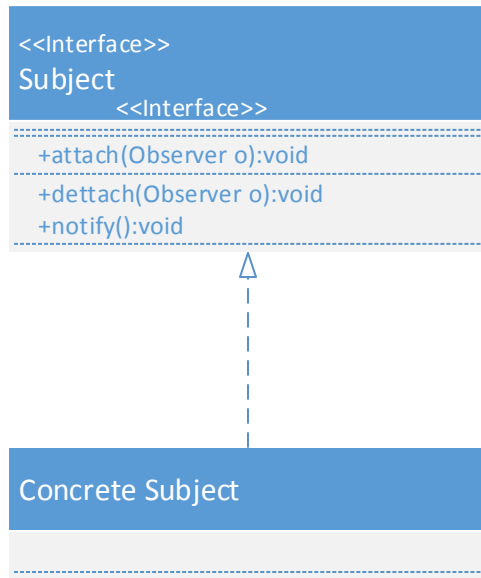 <<Interface>>
Subject
<<Interface>>
+attach(Observer o):void
+dettach(Observer o):void
+notify():void
Concrete Subject